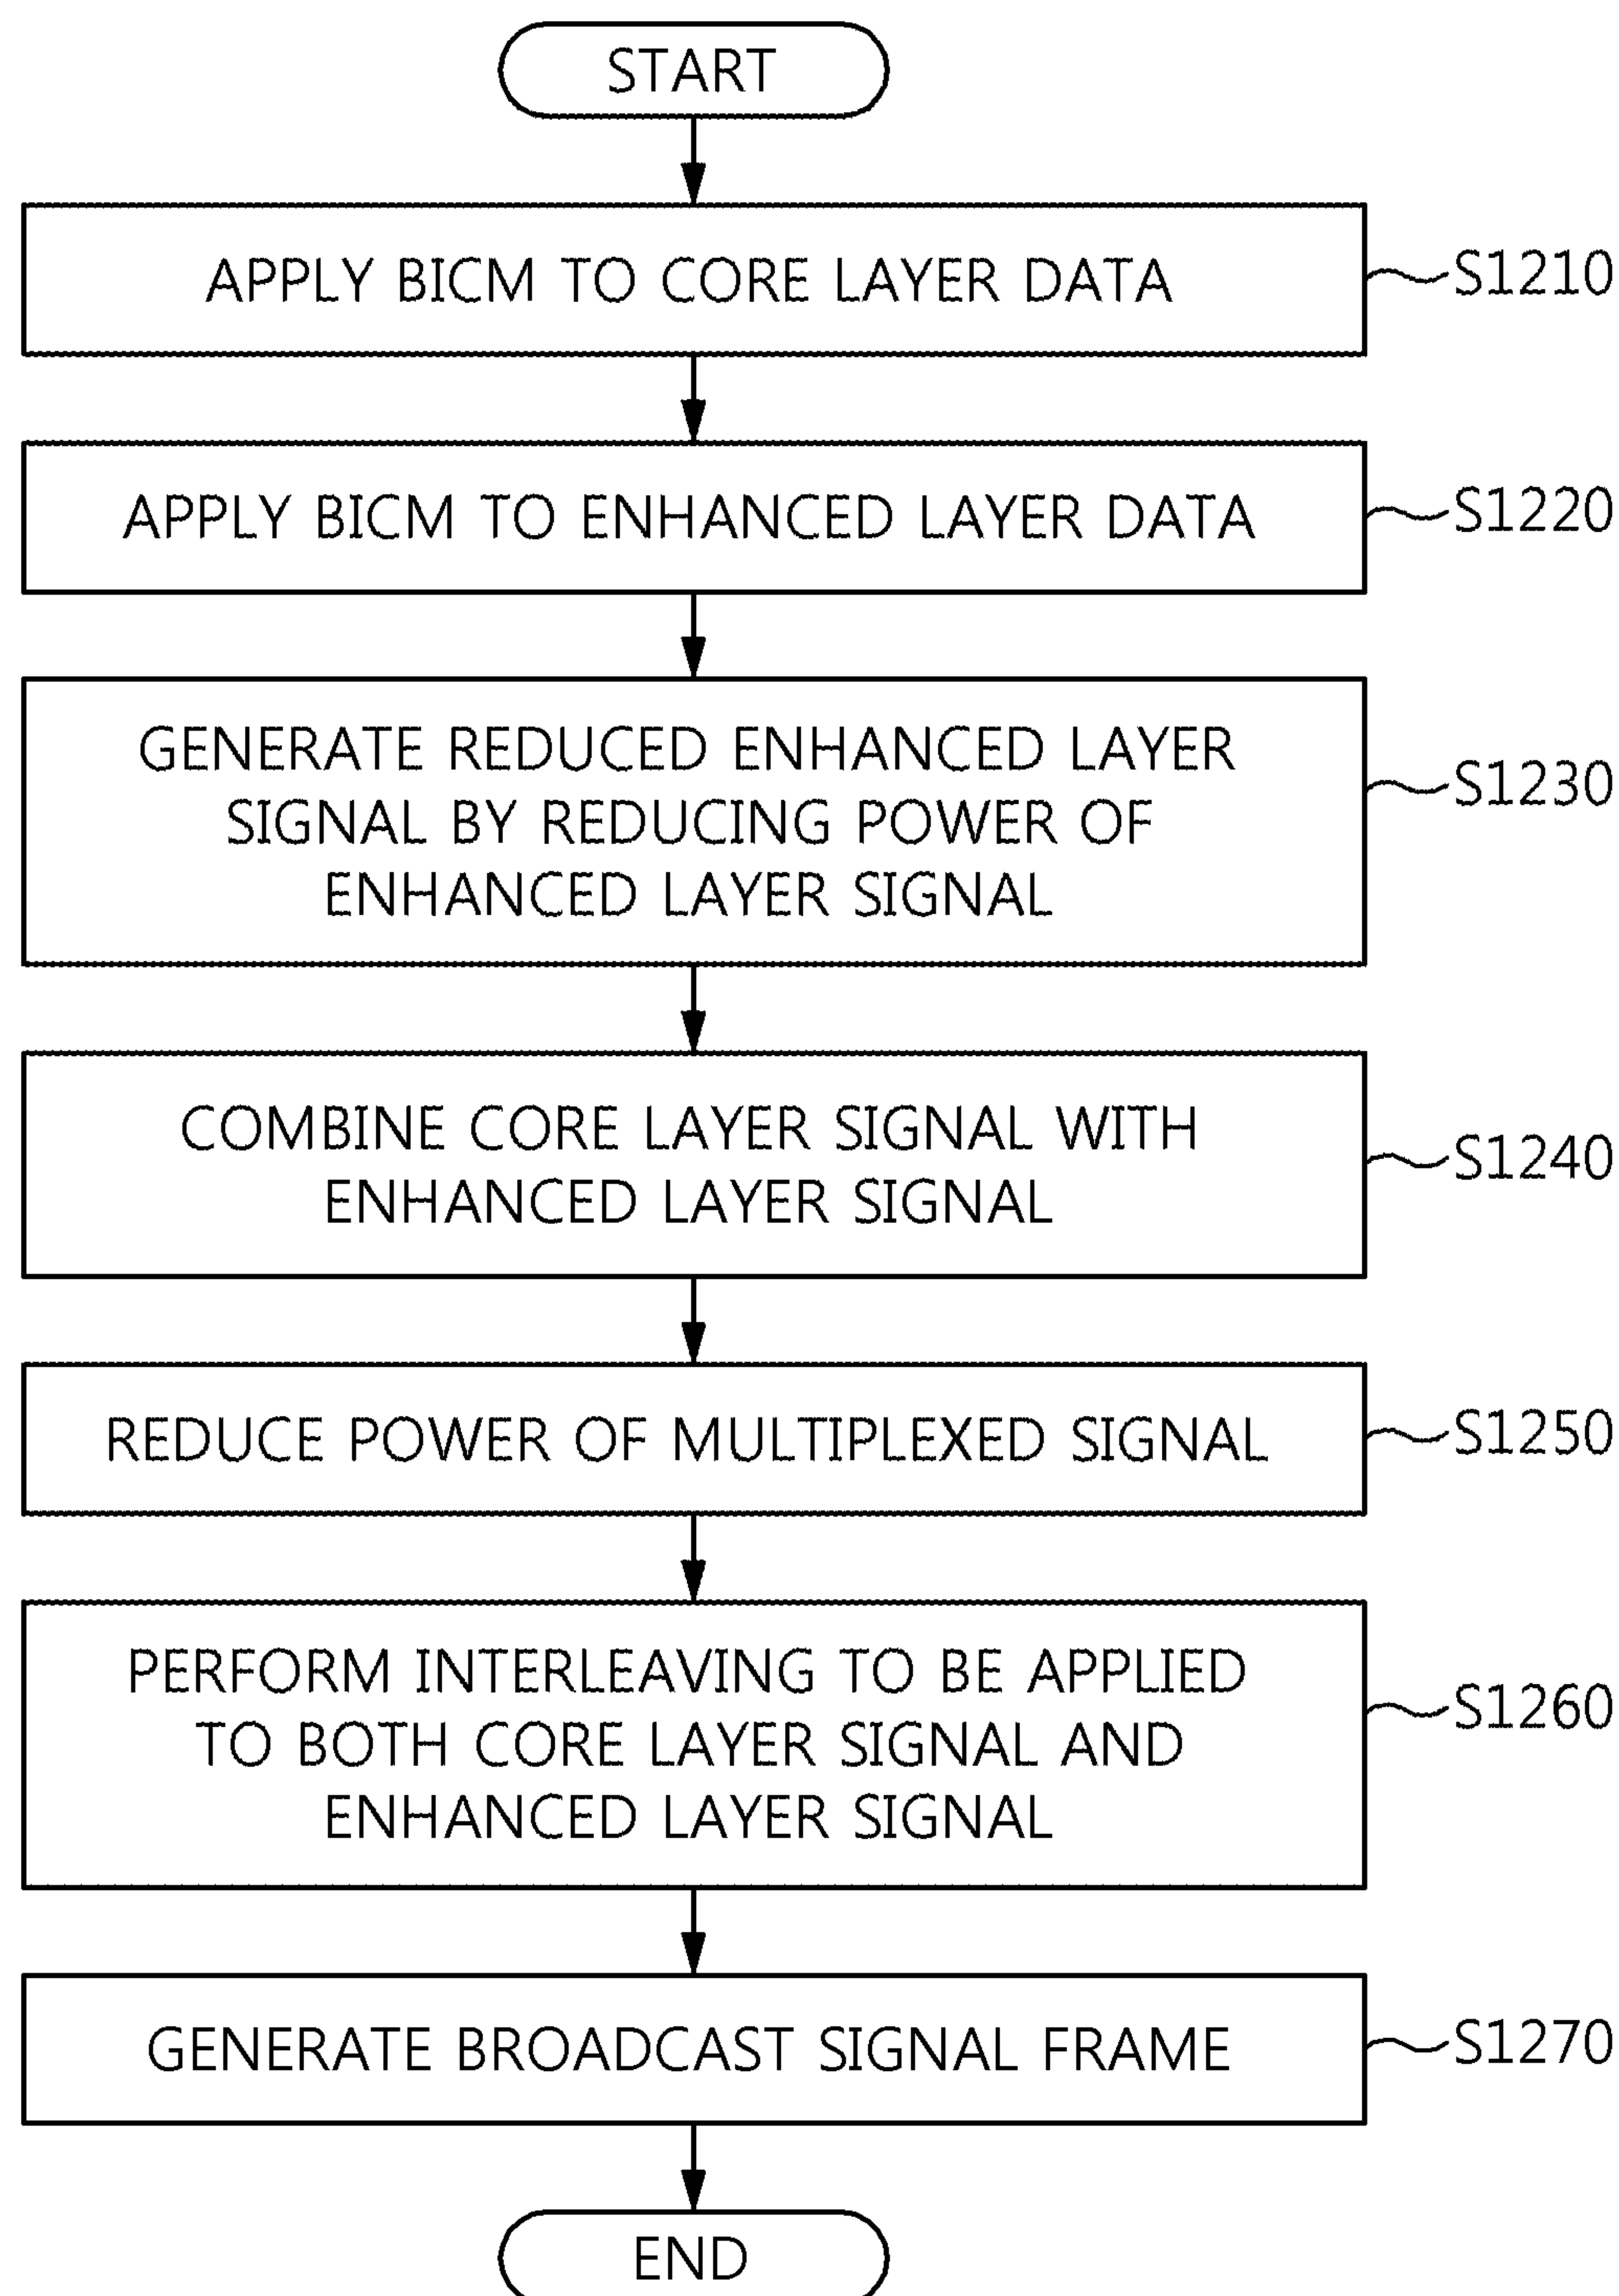 START
APPLY BICM TO CORE LAYER DATA
S1210
APPLY BICM TO ENHANCED LAYER DATA
S1220
GENERATE REDUCED ENHANCED LAYER
SIGNAL BY REDUCING POWER OF
ENHANCED LAYER SIGNAL
S1230
COMBINE CORE LAYER SIGNAL WITH
ENHANCED LAYER SIGNAL
S1240
REDUCE POWER OF MULTIPLEXED SIGNAL
S1250
PERFORM INTERLEAVING TO BE APPLIED
TO BOTH CORE LAYER SIGNAL AND
ENHANCED LAYER SIGNAL
S1260
GENERATE BROADCAST SIGNAL FRAME
S1270
END